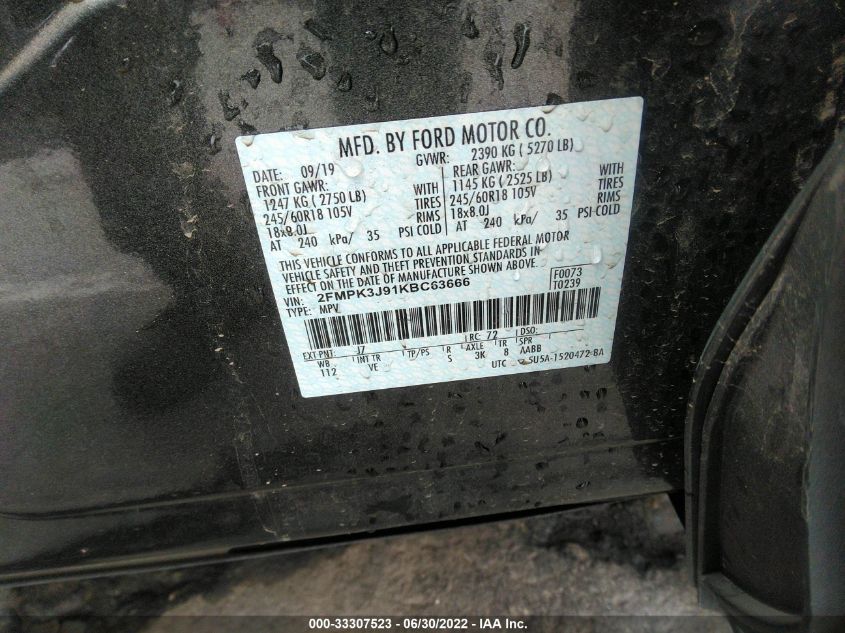 MFD. BY FORD MOTOR CO.
DATE: 09/19 GVWR: 2390 KG ( 5270 LB)
FRONT GAWR: REAR GAWR:
1247 KG ( 2750 LB) WITH 1145 KG ( 2525 LB) WITH
245/60R18 105V TIRES 245/60R18 105V TIRES
18x8.0J RIMS 18x8.0J RIMS
AT 240 kPa/ 35 PSI COLD AT 240 kPa/ 35 PSI COLD
THIS VEHICLE CONFORMS TO ALL APPLICABLE FEDERAL MOTOR
VEHICLE SAFETY AND THEFT PREVENTION STANDARDS IN
EFFECT ON THE DATE OF MANUFACTURE SHOWN ABOVE.
VIN: 2FMPK3J91KBC63666 F0073
TYPE: MPV T0239
EXT PNT: J7 RC: 72 DSO:
WB INT TR TP/PS R AXLE TR SPR
112 VE S 3K 8 AABB
UTC 5U5A-1520472-BA
000-33307523 - 06/30/2022 - IAA Inc.